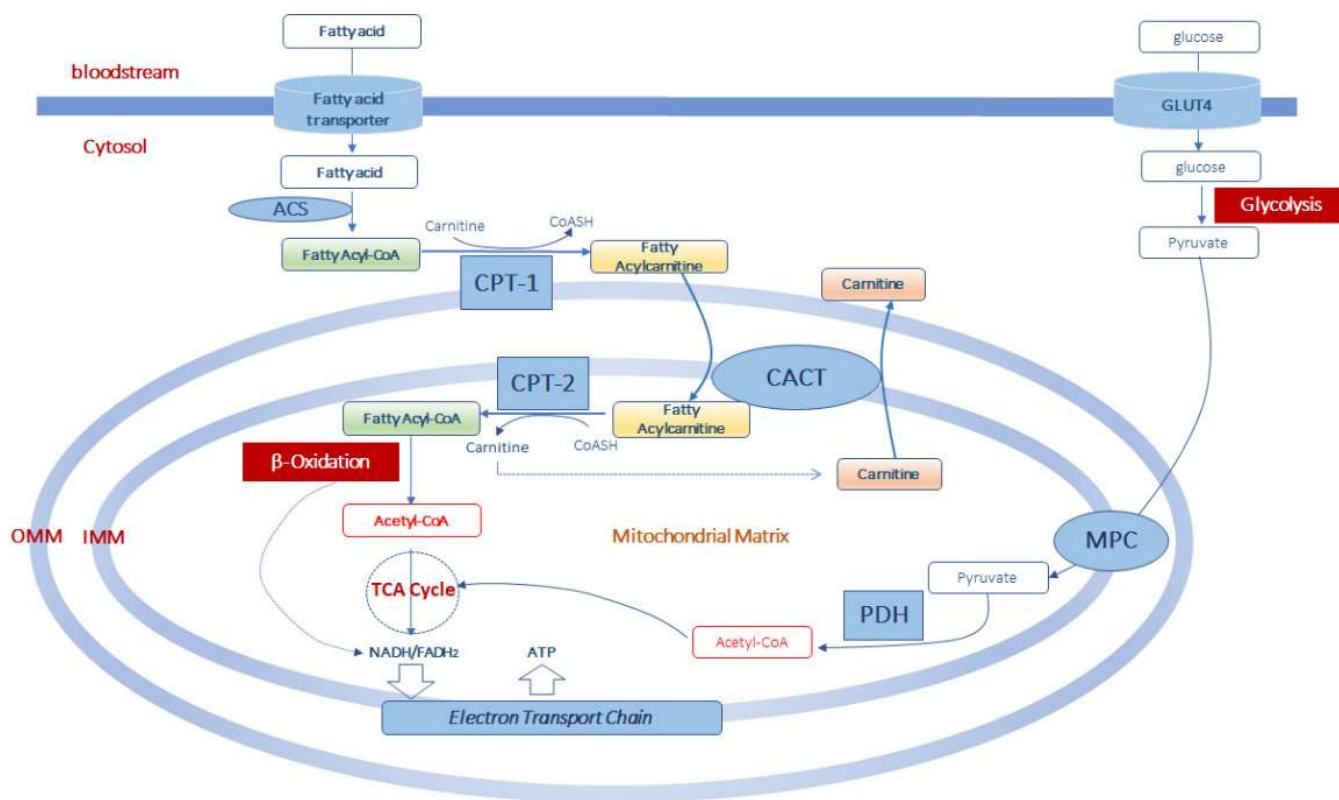 Fatty acid
glucose
bloodstream
Fatty acid
transporter
GLUT4
Cytosol
Fatty acid
glucose
ACS
Glycolysis
Carnitine
CoASH
Fatty Acyl-CoA
Fatty
Acylcarnitine
Pyruvate
CPT-1
Carnitine
CPT-2
CACT
Fatty Acyl-CoA
Fatty
Acylcarnitine
Carnitine
CoASH
β-Oxidation
Carnitine
Acetyl-CoA
OMM
IMM
Mitochondrial Matrix
MPC
TCA Cycle
Pyruvate
PDH
Acetyl-CoA
NADH/FADH2
ATP
Electron Transport Chain